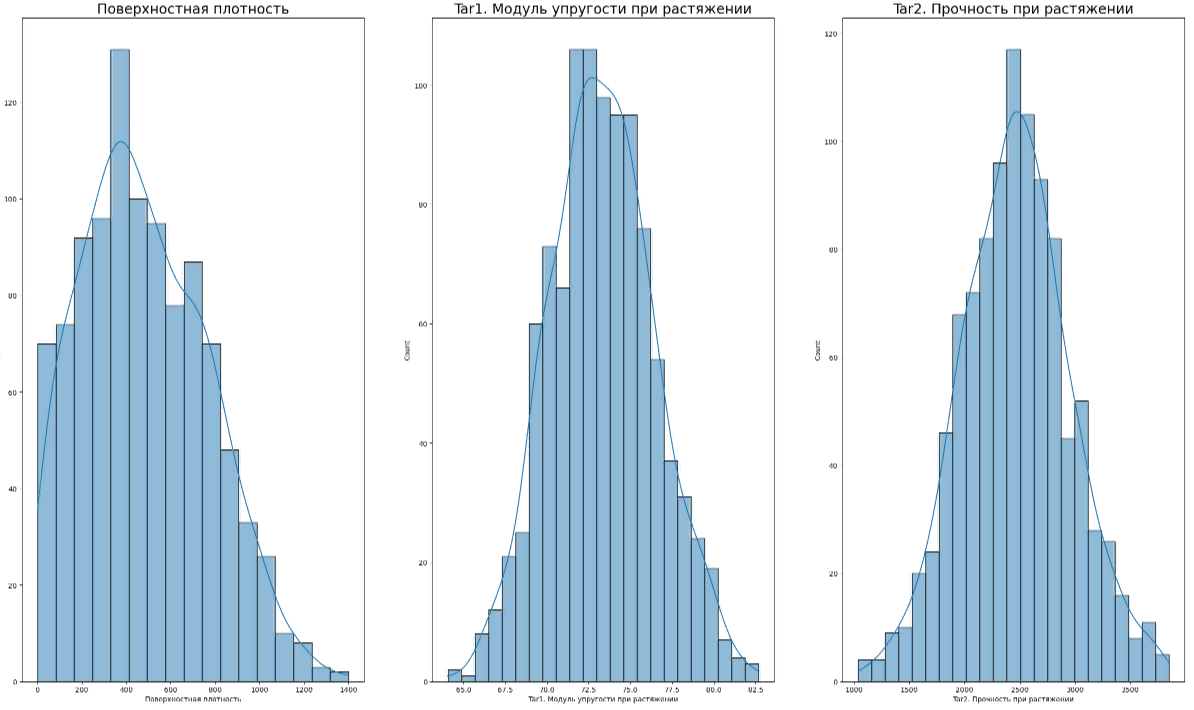 Поверхностная плотность
Tar1. Модуль упругости при растяжении
Tar2. Прочность при растяжении
120
100
80
60
40
20
0
0 200 400 600 800 1000 1200 1400
Поверхностная плотность
Count
100
80
60
40
20
0
65.0 67.5 70.0 72.5 75.0 77.5 80.0 82.5
Tar1. Модуль упругости при растяжении
Count
120
100
80
60
40
20
0
1000 1500 2000 2500 3000 3500
Tar2. Прочность при растяжении